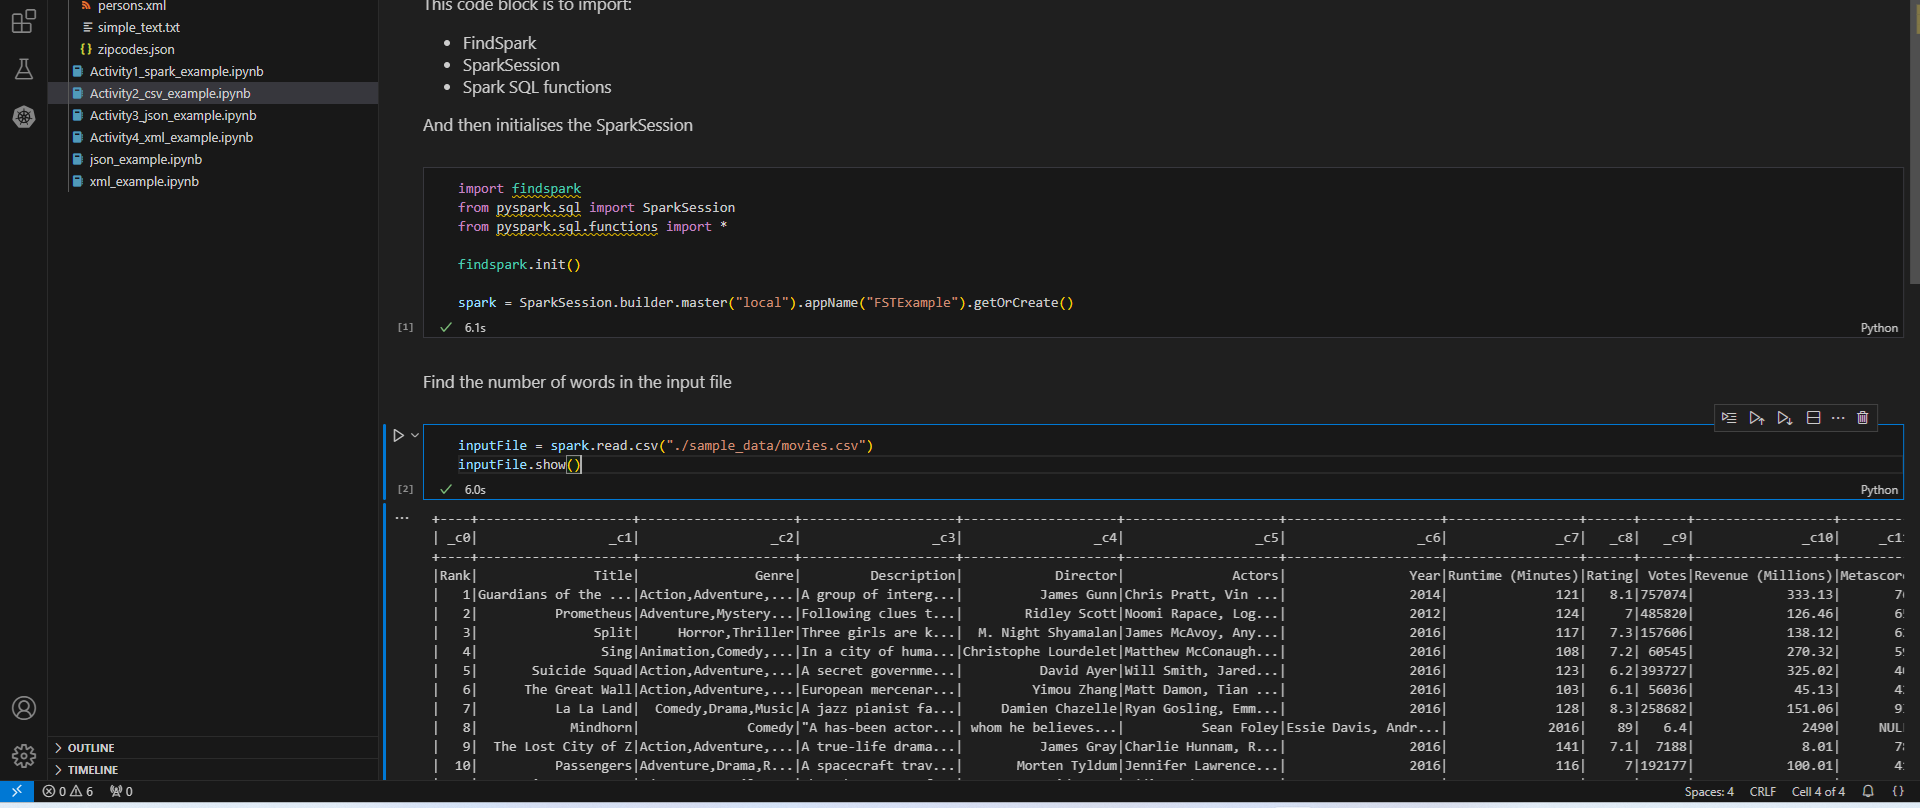 persons.xml
simple_text.txt
{} zipcodes.json
Activity1_spark_example.ipynb
Activity2_csv_example.ipynb
Activity3_json_example.ipynb
Activity4_xml_example.ipynb
json_example.ipynb
xml_example.ipynb
OUTLINE
TIMELINE
This code block is to import:
• FindSpark
• SparkSession
• Spark SQL functions
And then initialises the SparkSession
import findspark
from pyspark.sql import SparkSession
from pyspark.sql.functions import *
findspark.init()
spark = SparkSession.builder.master("local").appName("FSTExample").getOrCreate()
[1] ✓ 6.1s Python
Find the number of words in the input file
inputFile = spark.read.csv("./sample_data/movies.csv")
inputFile.show()
[2] ✓ 6.0s Python
| _c0| _c1| _c2| _c3| _c4| _c5| _c6| _c7| _c8| _c9| _c10|
|Rank| Title| Genre| Description| Director| Actors| Year|Runtime (Minutes)|Rating| Votes|Revenue (Millions)|Metascor
| 1|Guardians of the ...|Action,Adventure,...|A group of interg...| James Gunn|Chris Pratt, Vin ...| 2014| 121| 8.1|757074| 333.13|
| 2| Prometheus|Adventure,Mystery...|Following clues t...| Ridley Scott|Noomi Rapace, Log...| 2012| 124| 7|485820| 126.46|
| 3| Split| Horror,Thriller|Three girls are k...| M. Night Shyamalan|James McAvoy, Any...| 2016| 117| 7.3|157606| 138.12|
| 4| Sing|Animation,Comedy,...|In a city of huma...|Christophe Lourdelet|Matthew McConaugh...| 2016| 108| 7.2| 60545| 270.32|
| 5| Suicide Squad|Action,Adventure,...|A secret governme...| David Ayer|Will Smith, Jared...| 2016| 123| 6.2|393727| 325.02|
| 6| The Great Wall|Action,Adventure,...|European mercenar...| Yimou Zhang|Matt Damon, Tian ...| 2016| 103| 6.1| 56036| 45.13|
| 7| La La Land| Comedy,Drama,Music|A jazz pianist fa...| Damien Chazelle|Ryan Gosling, Emm...| 2016| 128| 8.3|258682| 151.06|
| 8| Mindhorn| Comedy|"A has-been actor...| whom he believes...| Sean Foley|Essie Davis, Andr...| 2016| 89| 6.4| 2490| NUL
| 9| The Lost City of Z|Action,Adventure,...|A true-life drama...| James Gray|Charlie Hunnam, R...| 2016| 141| 7.1| 7188| 8.01|
| 10| Passengers|Adventure,Drama,R...|A spacecraft trav...| Morten Tyldum|Jennifer Lawrence...| 2016| 116| 7|192177| 100.01|
0 6 0 Spaces: 4 CRLF Cell 4 of 4 {}